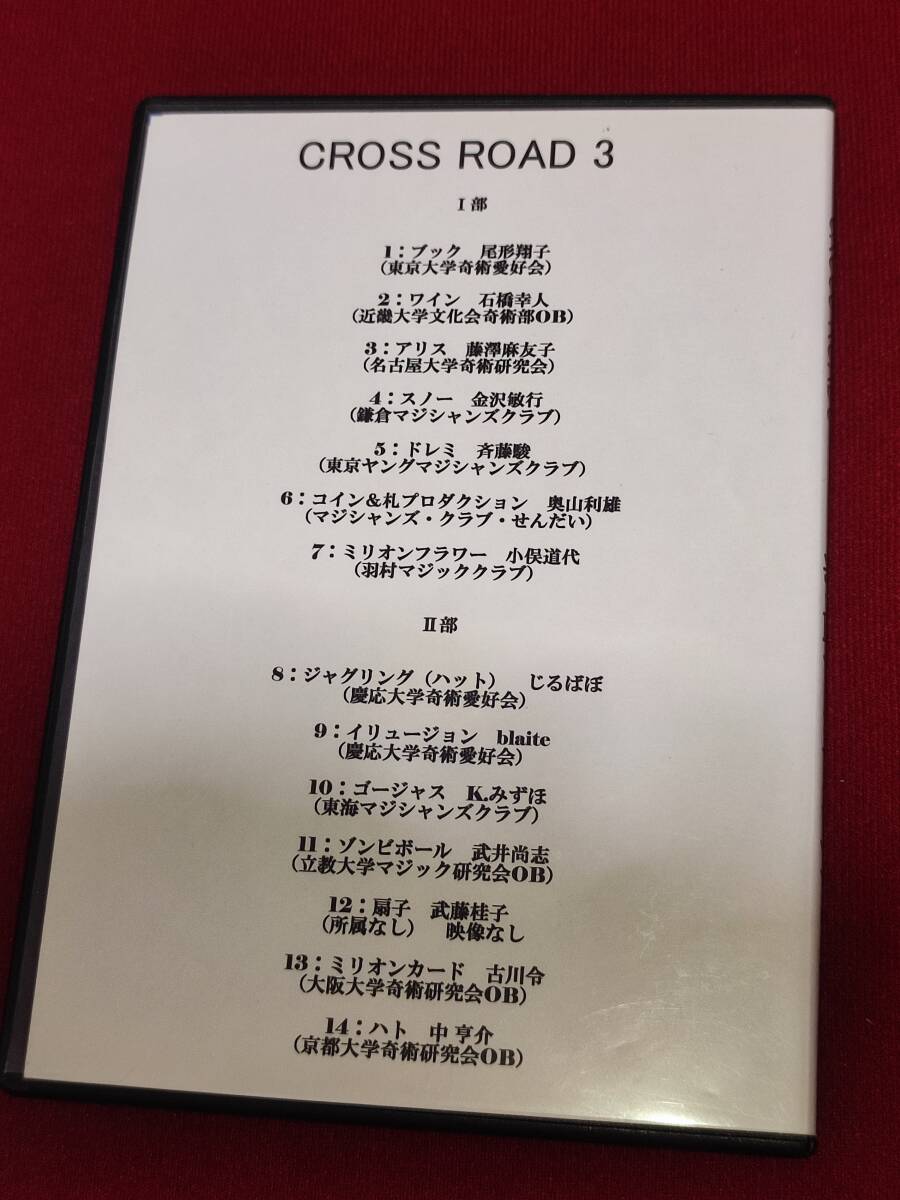 CROSS ROAD 3
Ⅰ部
1：ブック　尾形翔子
（東京大学奇術愛好会）
2：ワイン　石橋幸人
（近畿大学文化会奇術部OB）
3：アリス　藤澤麻友子
（名古屋大学奇術研究会）
4：スノー　金沢敏行
（鎌倉マジシャンズクラブ）
5：ドレミ　斉藤駿
（東京ヤングマジシャンズクラブ）
6：コイン＆札プロダクション　奥山利雄
（マジシャンズ・クラブ・せんだい）
7：ミリオンフラワー　小俣道代
（羽村マジッククラブ）
Ⅱ部
8：ジャグリング（ハット）　じるばぼ
（慶応大学奇術愛好会）
9：イリュージョン　blaite
（慶応大学奇術愛好会）
10：ゴージャス　K.みずほ
（東海マジシャンズクラブ）
11：ゾンビボール　武井尚志
（立教大学マジック研究会OB）
12：扇子　武藤桂子
（所属なし）　映像なし
13：ミリオンカード　古川令
（大阪大学奇術研究会OB）
14：ハト　中 亨介
（京都大学奇術研究会OB）